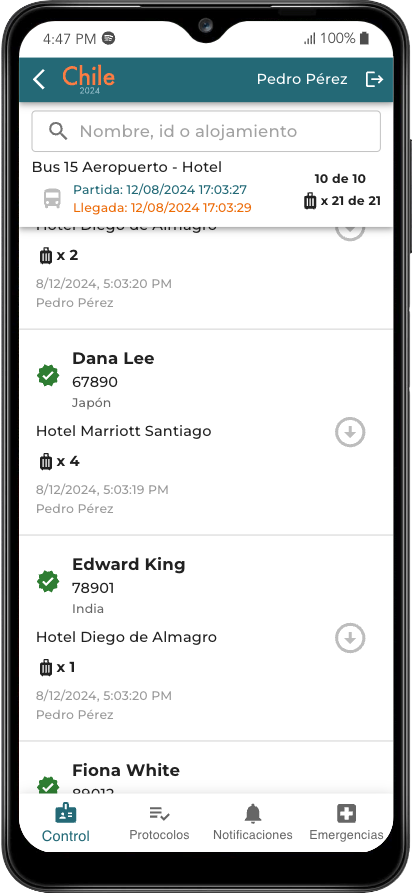 4:47 PM
100%
Chile
2024
Pedro Pérez
Nombre, id o alojamiento
Bus 15 Aeropuerto - Hotel
Partida: 12/08/2024 17:03:27
Llegada: 12/08/2024 17:03:29
10 de 10
x 21 de 21
Hotel Diego de Almagro
x 2
8/12/2024, 5:03:20 PM
Pedro Pérez
Dana Lee
67890
Japón
Hotel Marriott Santiago
x 4
8/12/2024, 5:03:19 PM
Pedro Pérez
Edward King
78901
India
Hotel Diego de Almagro
x 1
8/12/2024, 5:03:20 PM
Pedro Pérez
Fiona White
89012
Control
Protocolos
Notificaciones
Emergencias